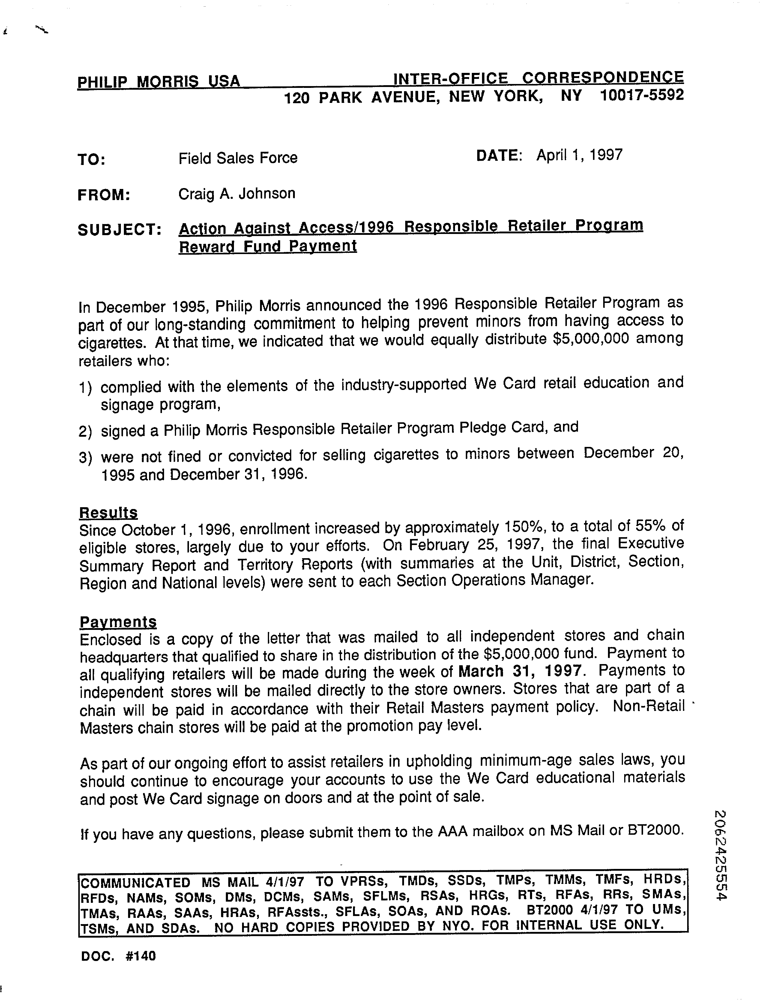 PHILIP MORRIS USA INTER-OFFICE CORRESPONDENCE
120 PARK AVENUE, NEW YORK, NY 10017-5592
TO: Field Sales Force DATE: April 1, 1997
FROM: Craig A. Johnson
SUBJECT: Action Against Access/1996 Responsible Retailer Program
Reward Fund Payment
In December 1995, Philip Morris announced the 1996 Responsible Retailer Program as
part of our long-standing commitment to helping prevent minors from having access to
cigarettes. At that time, we indicated that we would equally distribute $5,000,000 among
retailers who:
1) complied with the elements of the industry-supported We Card retail education and
signage program,
2) signed a Philip Morris Responsible Retailer Program Pledge Card, and
3) were not fined or convicted for selling cigarettes to minors between December 20,
1995 and December 31, 1996.
Results
Since October 1, 1996, enrollment increased by approximately 150%, to a total of 55% of
eligible stores, largely due to your efforts. On February 25, 1997, the final Executive
Summary Report and Territory Reports (with summaries at the Unit, District, Section,
Region and National levels) were sent to each Section Operations Manager.
Payments
Enclosed is a copy of the letter that was mailed to all independent stores and chain
headquarters that qualified to share in the distribution of the $5,000,000 fund. Payment to
all qualifying retailers will be made during the week of March 31, 1997. Payments to
independent stores will be mailed directly to the store owners. Stores that are part of a
chain will be paid in accordance with their Retail Masters payment policy. Non-Retail
Masters chain stores will be paid at the promotion pay level.
As part of our ongoing effort to assist retailers in upholding minimum-age sales laws, you
should continue to encourage your accounts to use the We Card educational materials
and post We Card signage on doors and at the point of sale.
If you have any questions, please submit them to the AAA mailbox on MS Mail or BT2000.
COMMUNICATED MS MAIL 4/1/97 TO VPRSs, TMDs, SSDs, TMPs, TMMs, TMFs, HRDs,
RFDs, NAMs, SOMs, DMs, DCMs, SAMs, SFLMs, RSAs, HRGs, RTs, RFAs, RRs, SMAs,
TMAs, RAAs, SAAs, HRAs, RFAssts., SFLAs, SOAs, AND ROAs. BT2000 4/1/97 TO UMs,
TSMs, AND SDAs. NO HARD COPIES PROVIDED BY NYO. FOR INTERNAL USE ONLY.
DOC. #140
2062425554